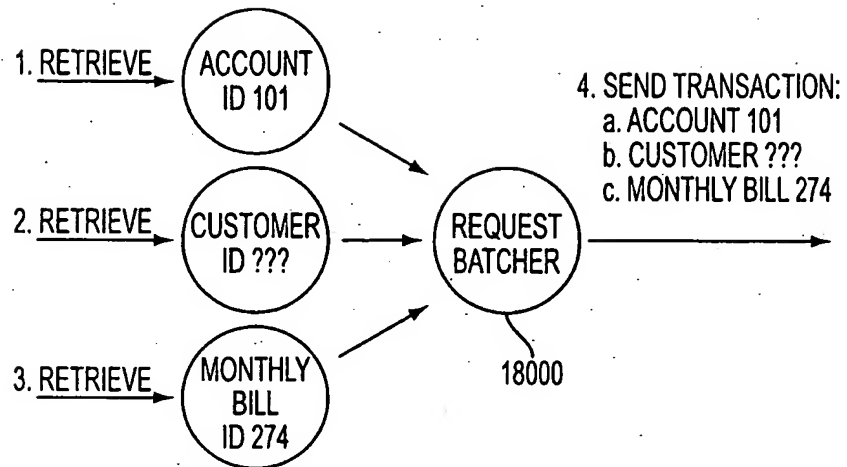 1. RETRIEVE
ACCOUNT
ID 101
2. RETRIEVE
CUSTOMER
ID ???
3. RETRIEVE
MONTHLY
BILL
ID 274
REQUEST
BATCHER
18000
4. SEND TRANSACTION:
a. ACCOUNT 101
b. CUSTOMER ???
c. MONTHLY BILL 274